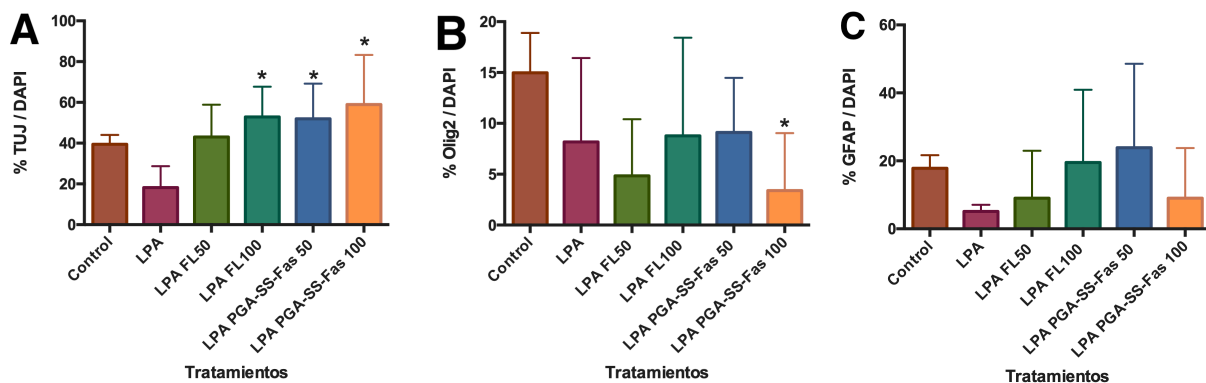 A
% TUJ / DAPI
100
80
60
40
20
0
*
*
*
Control
LPA
LPA FL50
LPA FL100
LPA PGA-SS-Fas 50
LPA PGA-SS-Fas 100
Tratamientos
B
% Olig2 / DAPI
20
15
10
5
0
*
Control
LPA
LPA FL50
LPA FL100
LPA PGA-SS-Fas 50
LPA PGA-SS-Fas 100
Tratamientos
C
% GFAP / DAPI
60
40
20
0
Control
LPA
LPA FL50
LPA FL100
LPA PGA-SS-Fas 50
LPA PGA-SS-Fas 100
Tratamientos